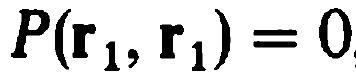 P(r₁, r₁) = 0,